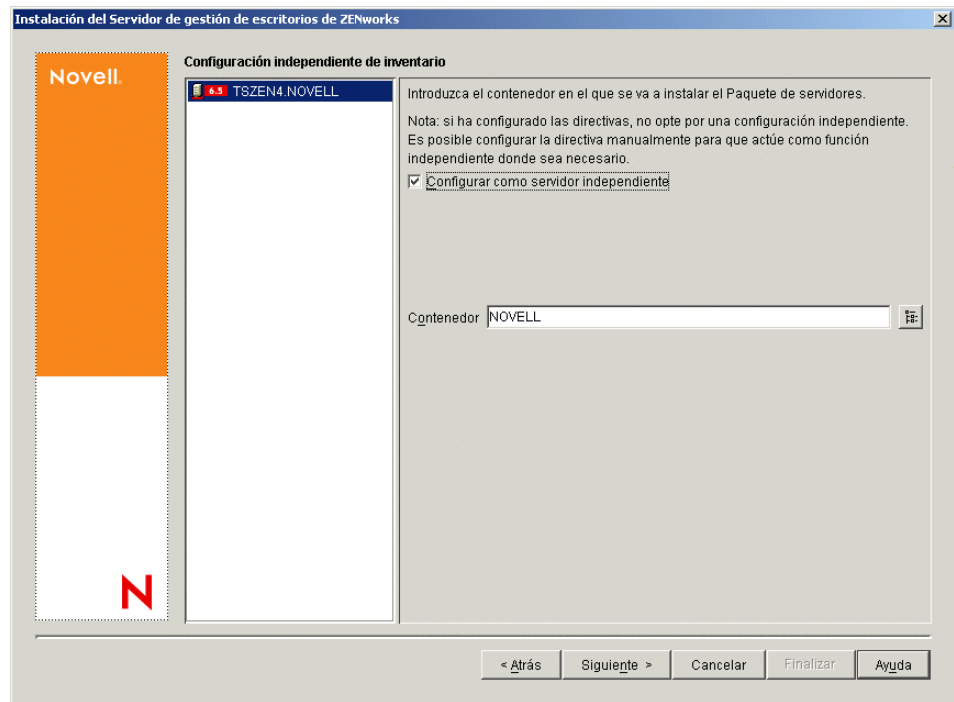 Instalación del Servidor de gestión de escritorios de ZENworks
Novell.
Configuración independiente de inventario
6.5 TSZEN4.NOVELL
Introduzca el contenedor en el que se va a instalar el Paquete de servidores.
Nota: si ha configurado las directivas, no opte por una configuración independiente.
Es posible configurar la directiva manualmente para que actúe como función
independiente donde sea necesario.
Configurar como servidor independiente
Contenedor NOVELL
N
< Atrás Siguiente > Cancelar Finalizar Ayuda